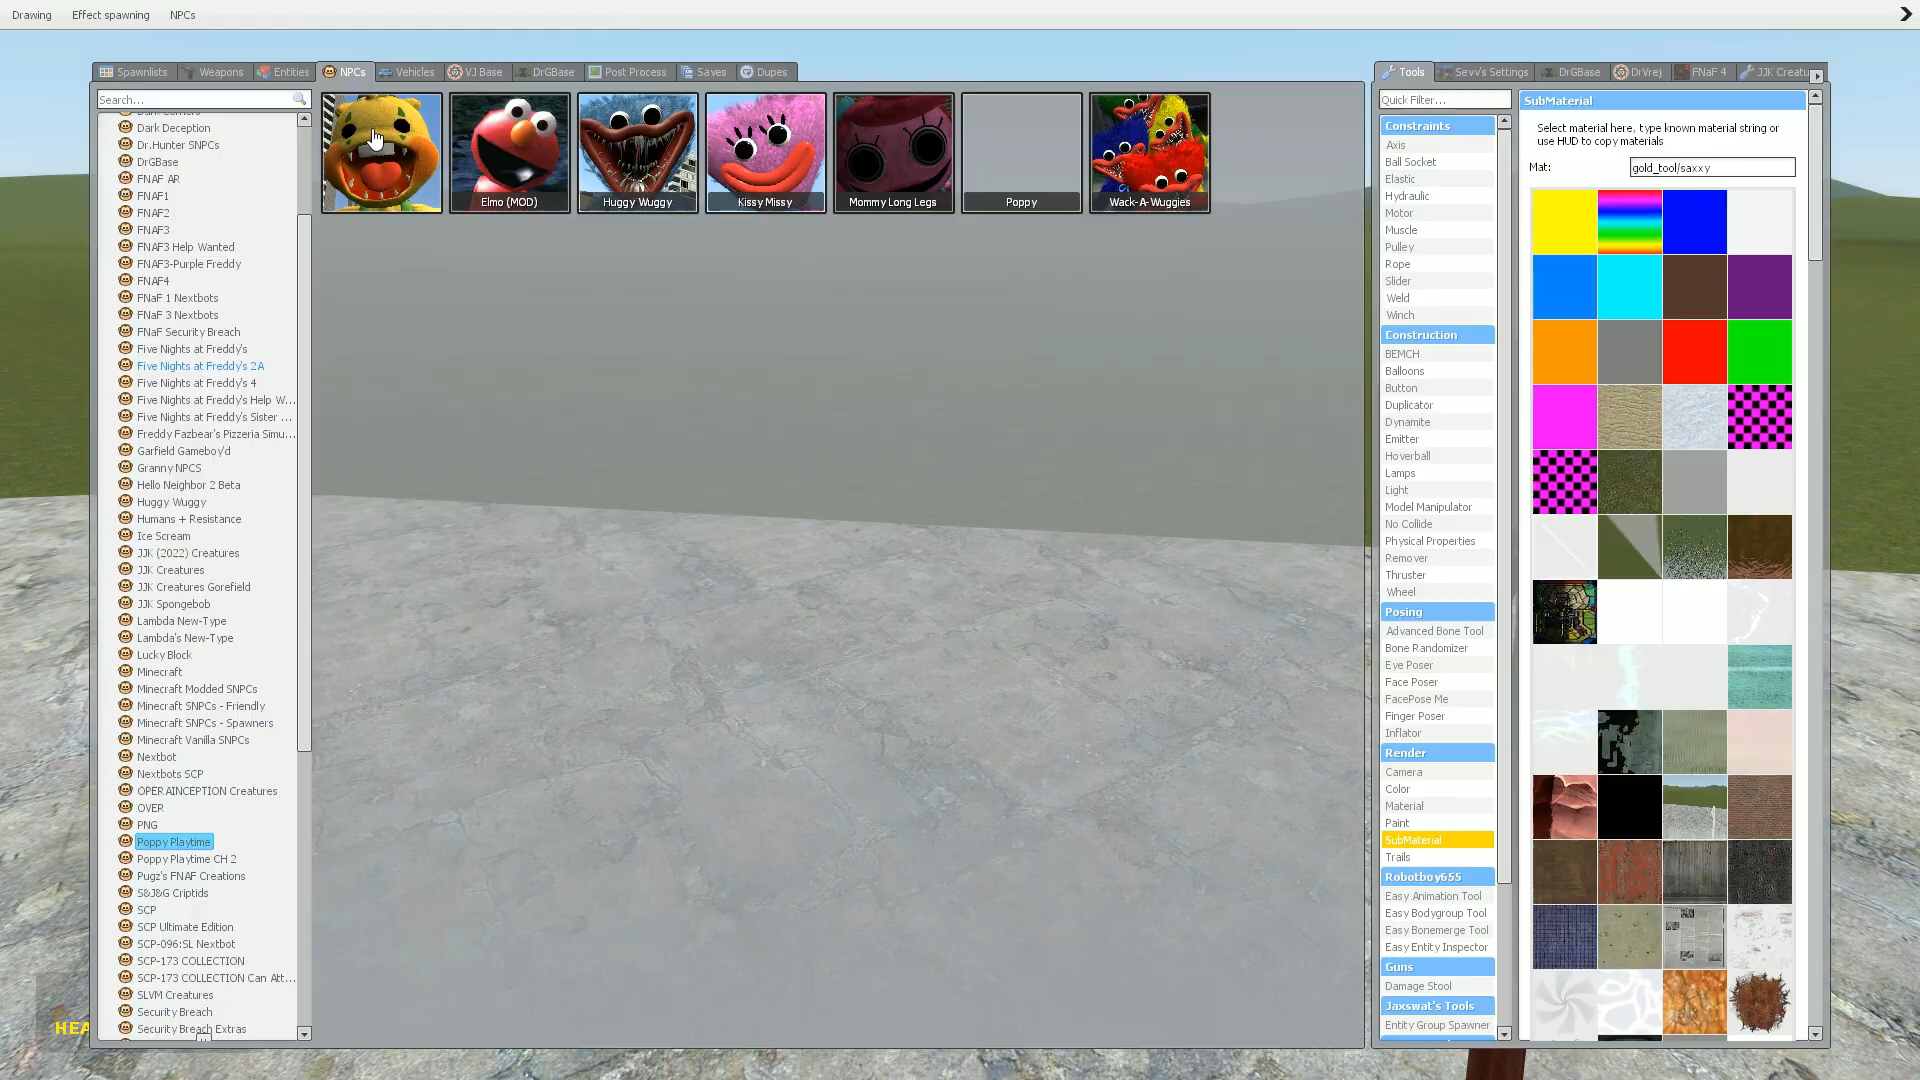 Drawing Effect spawning NPCs
Spawnlists Weapons Entities NPCs Vehicles VJ Base DrGBase Post Process Saves Dupes
Search...
Dark Deception
Dr.Hunter SNPCs
DrGBase
FNAF AR
FNAF1
FNAF2
FNAF3
FNAF3 Help Wanted
FNAF3-Purple Freddy
FNAF4
FNaF 1 Nextbots
FNaF 3 Nextbots
FNaF Security Breach
Five Nights at Freddy's
Five Nights at Freddy's 2A
Five Nights at Freddy's 4
Five Nights at Freddy's Help W...
Five Nights at Freddy's Sister ...
Freddy Fazbear's Pizzeria Simu...
Garfield Gameboy'd
Granny NPCS
Hello Neighbor 2 Beta
Huggy Wuggy
Humans + Resistance
Ice Scream
JJK (2022) Creatures
JJK Creatures
JJK Creatures Gorefield
JJK Spongebob
Lambda New-Type
Lambda's New-Type
Lucky Block
Minecraft
Minecraft Modded SNPCs
Minecraft SNPCs - Friendly
Minecraft SNPCs - Spawners
Minecraft Vanilla SNPCs
Nextbot
Nextbots SCP
OPERAINCEPTION Creatures
OVER
PNG
Poppy Playtime
Poppy Playtime CH 2
Pugz's FNAF Creations
S&J&G Criptids
SCP
SCP Ultimate Edition
SCP-096:SL Nextbot
SCP-173 COLLECTION
SCP-173 COLLECTION Can Att...
SLVM Creatures
Security Breach
Security Breach Extras
HEA
Elmo (MOD) Huggy Wuggy Kissy Missy Mommy Long Legs Poppy Wack-A-Wuggies
Tools Sevv's Settings DrGBase DrVrej FNaF 4 JJK Creatu
Quick Filter...
Constraints
Axis
Ball Socket
Elastic
Hydraulic
Motor
Muscle
Pulley
Rope
Slider
Weld
Winch
Construction
BEMCH
Balloons
Button
Duplicator
Dynamite
Emitter
Hoverball
Lamps
Light
Model Manipulator
No Collide
Physical Properties
Remover
Thruster
Wheel
Posing
Advanced Bone Tool
Bone Randomizer
Eye Poser
Face Poser
FacePose Me
Finger Poser
Inflator
Render
Camera
Color
Material
Paint
SubMaterial
Trails
Robotboy655
Easy Animation Tool
Easy Bodygroup Tool
Easy Bonemerge Tool
Easy Entity Inspector
Guns
Damage Stool
Jaxswat's Tools
Entity Group Spawner
SubMaterial
Select material here, type known material string or
use HUD to copy materials
Mat: gold_tool/saxxy